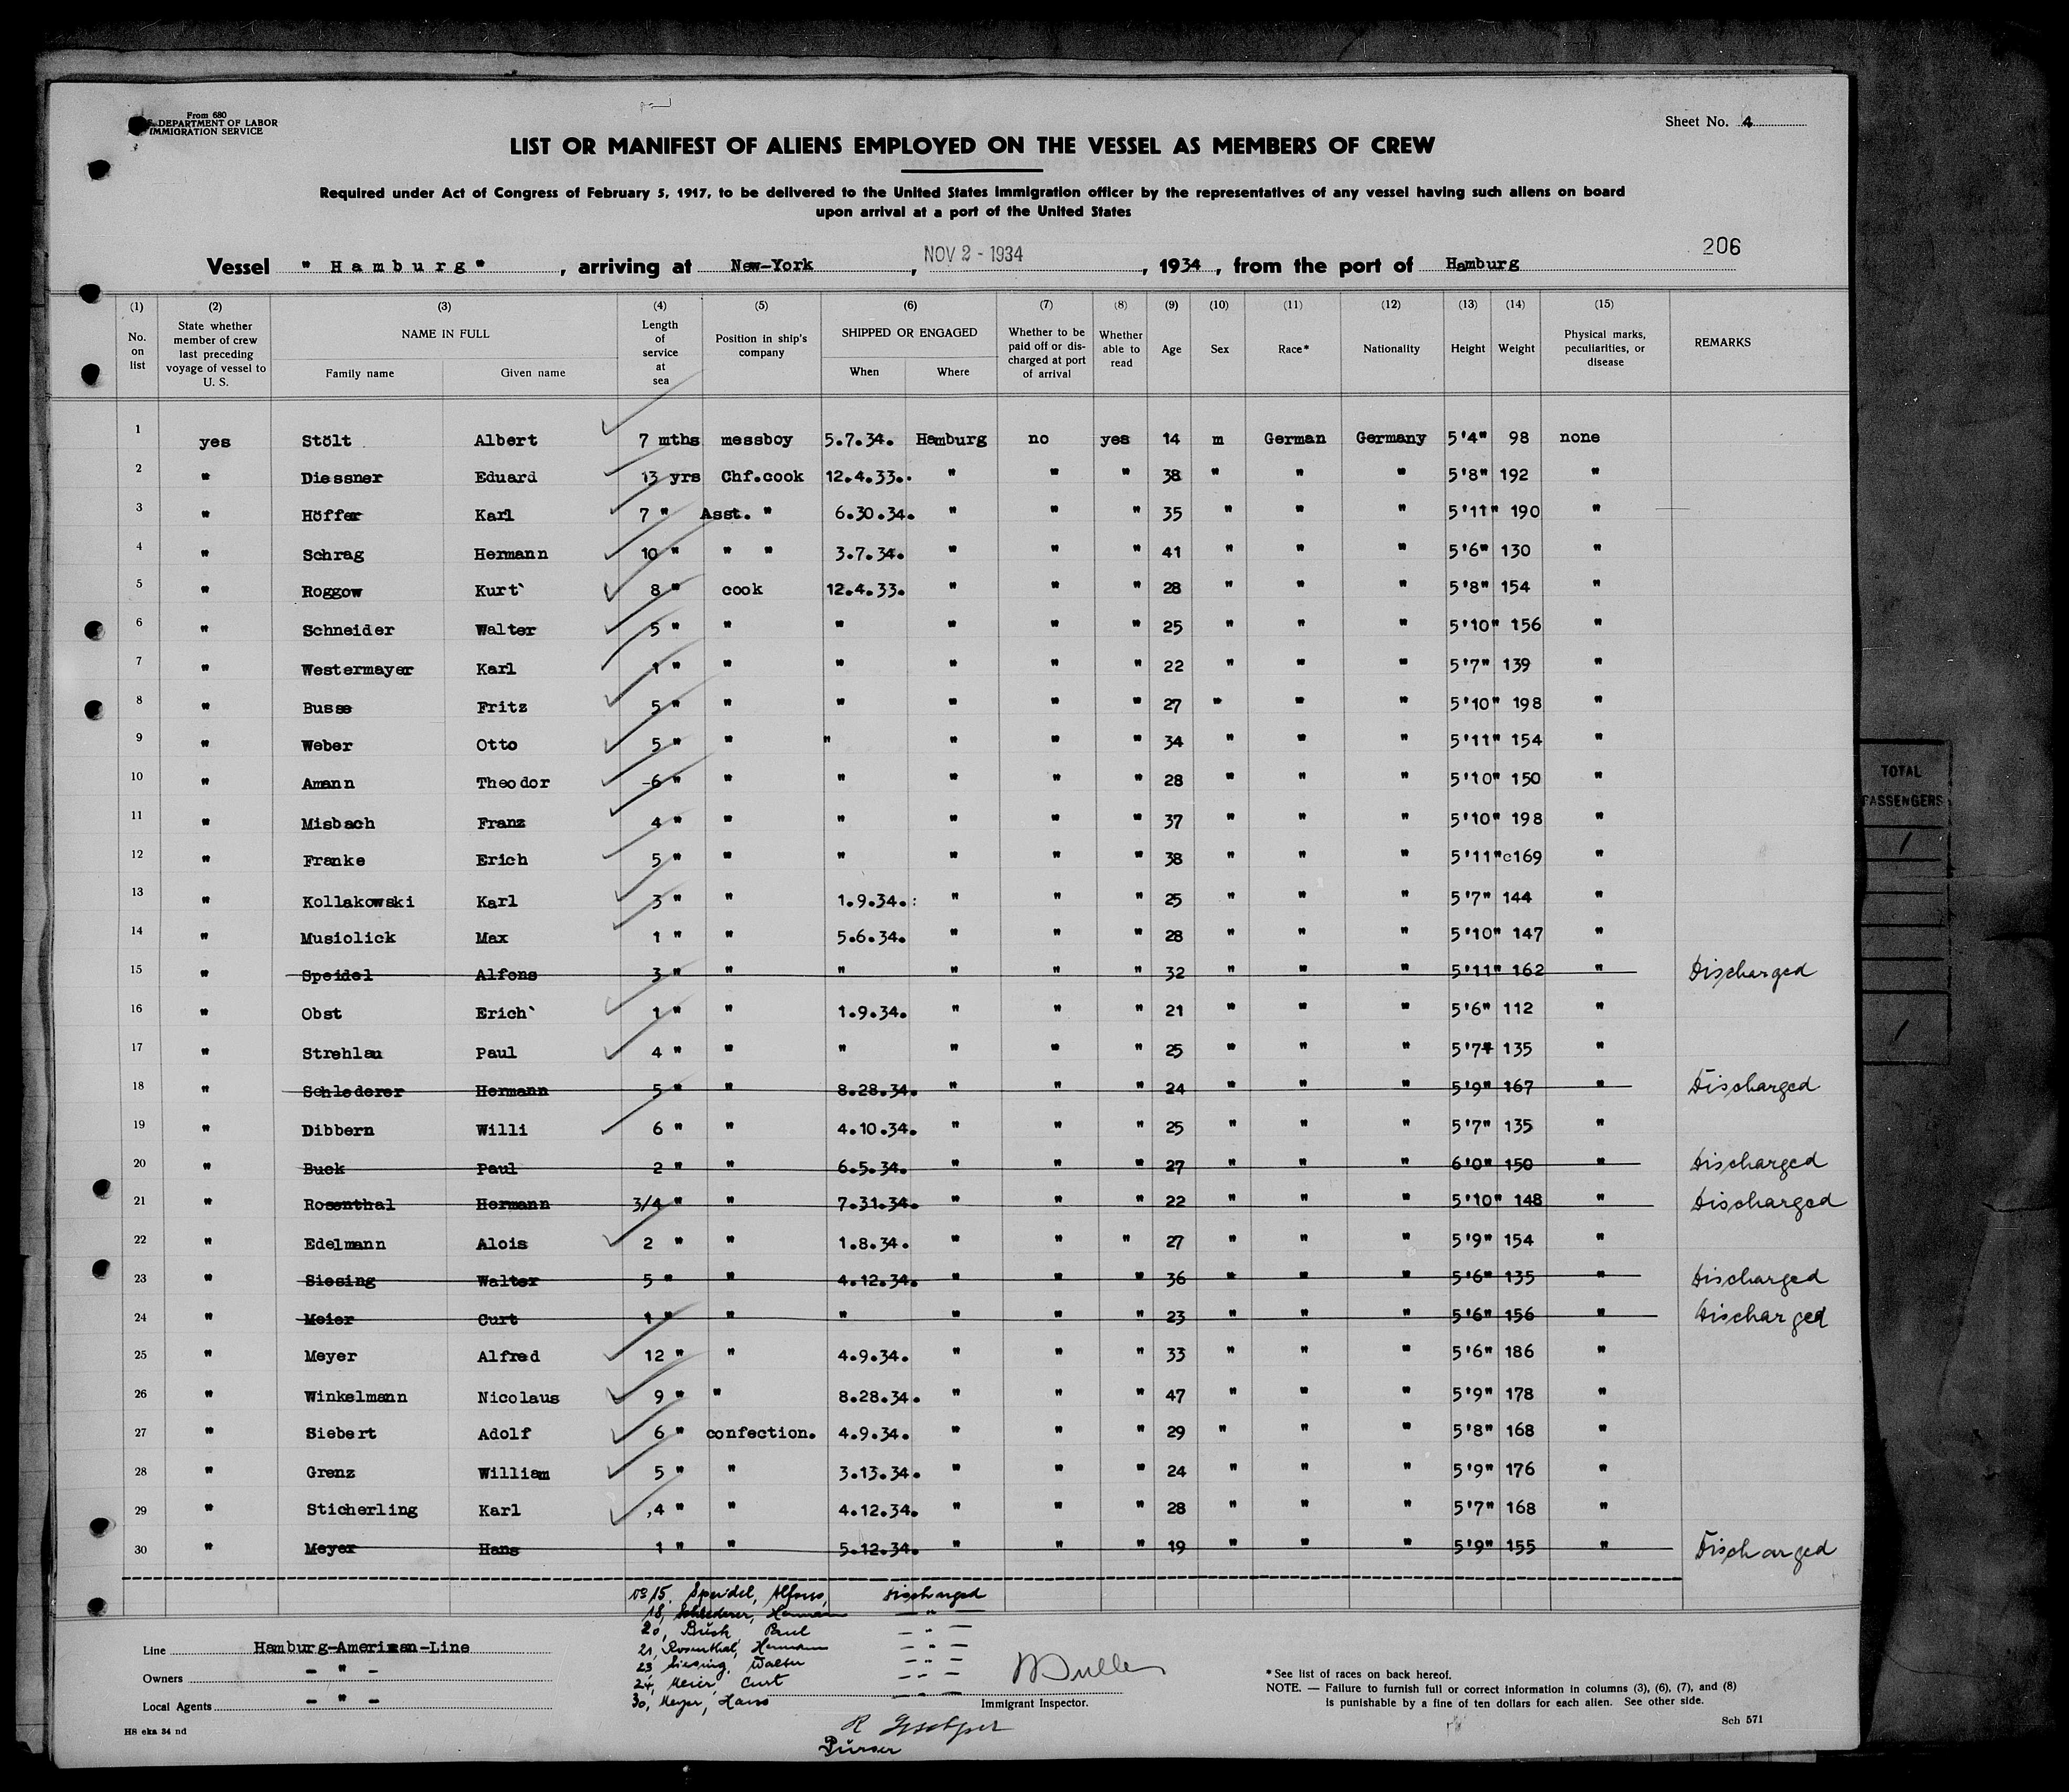 From 680
U.S. DEPARTMENT OF LABOR
IMMIGRATION SERVICE
Sheet No. 4
LIST OR MANIFEST OF ALIENS EMPLOYED ON THE VESSEL AS MEMBERS OF CREW
Required under Act of Congress of February 5, 1917, to be delivered to the United States Immigration officer by the representatives of any vessel having such aliens on board
upon arrival at a port of the United States
206
Vessel "Hamburg", arriving at New-York, NOV 2 - 1934, 1934, from the port of Hamburg
(1) (2) (3) (4) (5) (6) (7) (8) (9) (10) (11) (12) (13) (14) (15)
No. on list State whether member of crew last preceding voyage of vessel to U. S. NAME IN FULL Family name Given name Length of service at sea Position in ship's company SHIPPED OR ENGAGED When Where Whether to be paid off or discharged at port of arrival Whether able to read Age Sex Race* Nationality Height Weight Physical marks, peculiarities, or disease REMARKS
1 yes Stölt Albert 7 mths messboy 5.7.34. Hamburg no yes 14 m German Germany 5'4" 98 none
2 " Diessner Eduard 13 yrs Chf.cook 12.4.33. " " " 38 " " " 5'8" 192 "
3 " Höffer Karl 7 " Asst. " 6.30.34. " " " 35 " " " 5'11" 190 "
4 " Schrag Hermann 10 " " " 3.7.34. " " " 41 " " " 5'6" 130 "
5 " Roggow Kurt 8 " cook 12.4.33. " " " 28 " " " 5'8" 154 "
6 " Schneider Walter 5 " " " " " " 25 " " " 5'10" 156 "
7 " Westermayer Karl 1 " " " " " " 22 " " " 5'7" 139 "
8 " Busse Fritz 5 " " " " " " 27 " " " 5'10" 198 "
9 " Weber Otto 5 " " " " " " 34 " " " 5'11" 154 "
10 " Amann Theodor 6 " " " " " " 28 " " " 5'10" 150 "
11 " Misbach Franz 4 " " " " " " 37 " " " 5'10" 198 "
12 " Franke Erich 5 " " " " " " 38 " " " 5'11"c169 "
13 " Kollakowski Karl 3 " " 1.9.34. " " " 25 " " " 5'7" 144 "
14 " Musiolick Max 1 " " 5.6.34. " " " 28 " " " 5'10" 147 "
15 " Speidel Alfons 3 " " " " " " 32 " " " 5'11" 162 " Discharged
16 " Obst Erich 1 " " 1.9.34. " " " 21 " " " 5'6" 112 "
17 " Strehlau Paul 4 " " " " " " 25 " " " 5'7" 135 "
18 " Schlederer Hermann 5 " " 8.28.34. " " " 24 " " " 5'9" 167 " Discharged
19 " Dibbern Willi 6 " " 4.10.34. " " " 25 " " " 5'7" 135 "
20 " Buck Paul 2 " " 6.5.34. " " " 27 " " " 6'0" 150 " Discharged
21 " Rosenthal Hermann 3/4 " " 7.31.34. " " " 22 " " " 5'10" 148 " Discharged
22 " Edelmann Alois 2 " " 1.8.34. " " " 27 " " " 5'9" 154 "
23 " Siesing Walter 5 " " 4.12.34. " " " 36 " " " 5'6" 135 " Discharged
24 " Meier Curt 1 " " " " " " 23 " " " 5'6" 156 " Discharged
25 " Meyer Alfred 12 " " 4.9.34. " " " 33 " " " 5'6" 186 "
26 " Winkelmann Nicolaus 9 " " 8.28.34. " " " 47 " " " 5'9" 178 "
27 " Siebert Adolf 6 " confection. 4.9.34. " " " 29 " " " 5'8" 168 "
28 " Grenz William 5 " " 3.13.34. " " " 24 " " " 5'9" 176 "
29 " Sticherling Karl 4 " " 4.12.34. " " " 28 " " " 5'7" 168 "
30 " Meyer Hans 1 " " 5.12.34. " " " 19 " " " 5'9" 155 " Discharged
TOTAL
PASSENGERS
15, Speidel, Alfons, Discharged
18, Schlederer, Hermann - " -
20, Buck Paul - " -
21, Rosenthal, Hermann - " -
23, Siesing, Walter - " -
24, Meier, Curt - " -
30, Meyer, Hans - " -
Line Hamburg-Ameriman-Line
Owners - " -
Local Agents - " -
H8 eka 34 nd
Immigrant Inspector.
Purser
*See list of races on back hereof.
NOTE. — Failure to furnish full or correct information in columns (3), (6), (7), and (8)
is punishable by a fine of ten dollars for each alien. See other side.
Sch 571